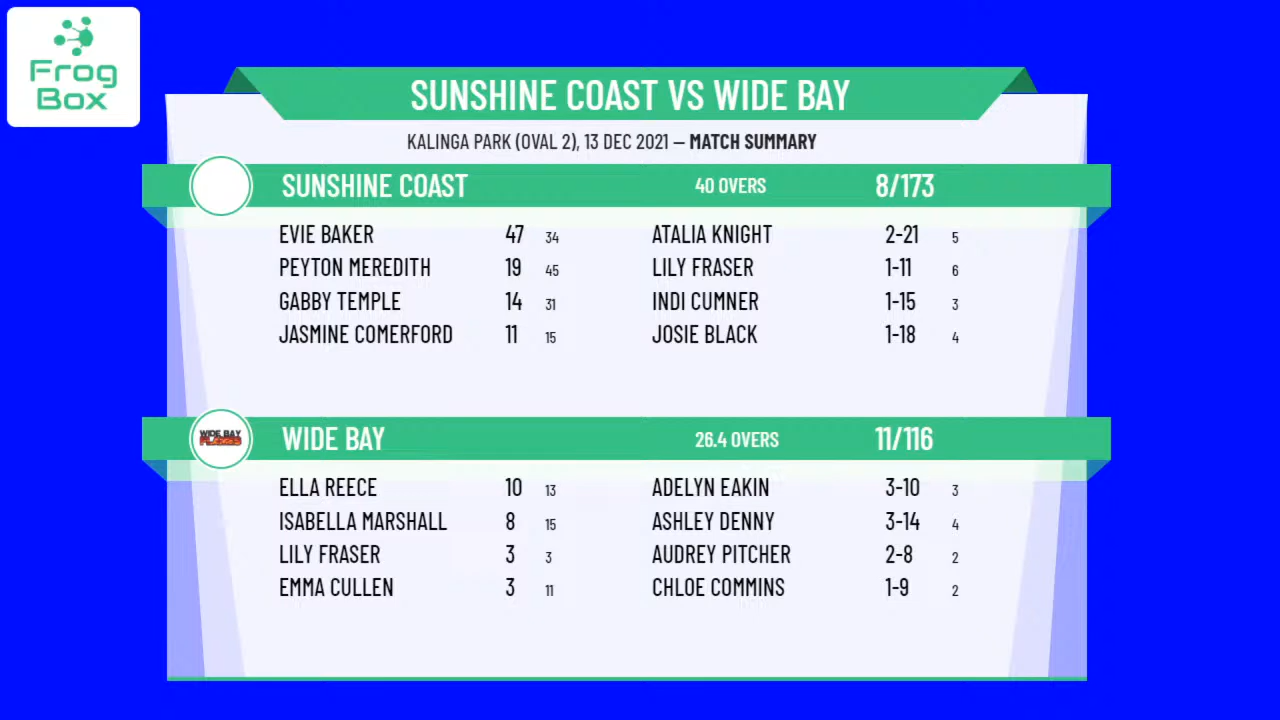 Frog
Box
SUNSHINE COAST VS WIDE BAY
KALINGA PARK (OVAL 2), 13 DEC 2021 – MATCH SUMMARY
SUNSHINE COAST 40 OVERS 8/173
EVIE BAKER 47 34 ATALIA KNIGHT 2-21 5
PEYTON MEREDITH 19 45 LILY FRASER 1-11 6
GABBY TEMPLE 14 31 INDI CUMNER 1-15 3
JASMINE COMERFORD 11 15 JOSIE BLACK 1-18 4
WIDE BAY
WIDE BAY 26.4 OVERS 11/116
ELLA REECE 10 13 ADELYN EAKIN 3-10 3
ISABELLA MARSHALL 8 15 ASHLEY DENNY 3-14 4
LILY FRASER 3 3 AUDREY PITCHER 2-8 2
EMMA CULLEN 3 11 CHLOE COMMINS 1-9 2